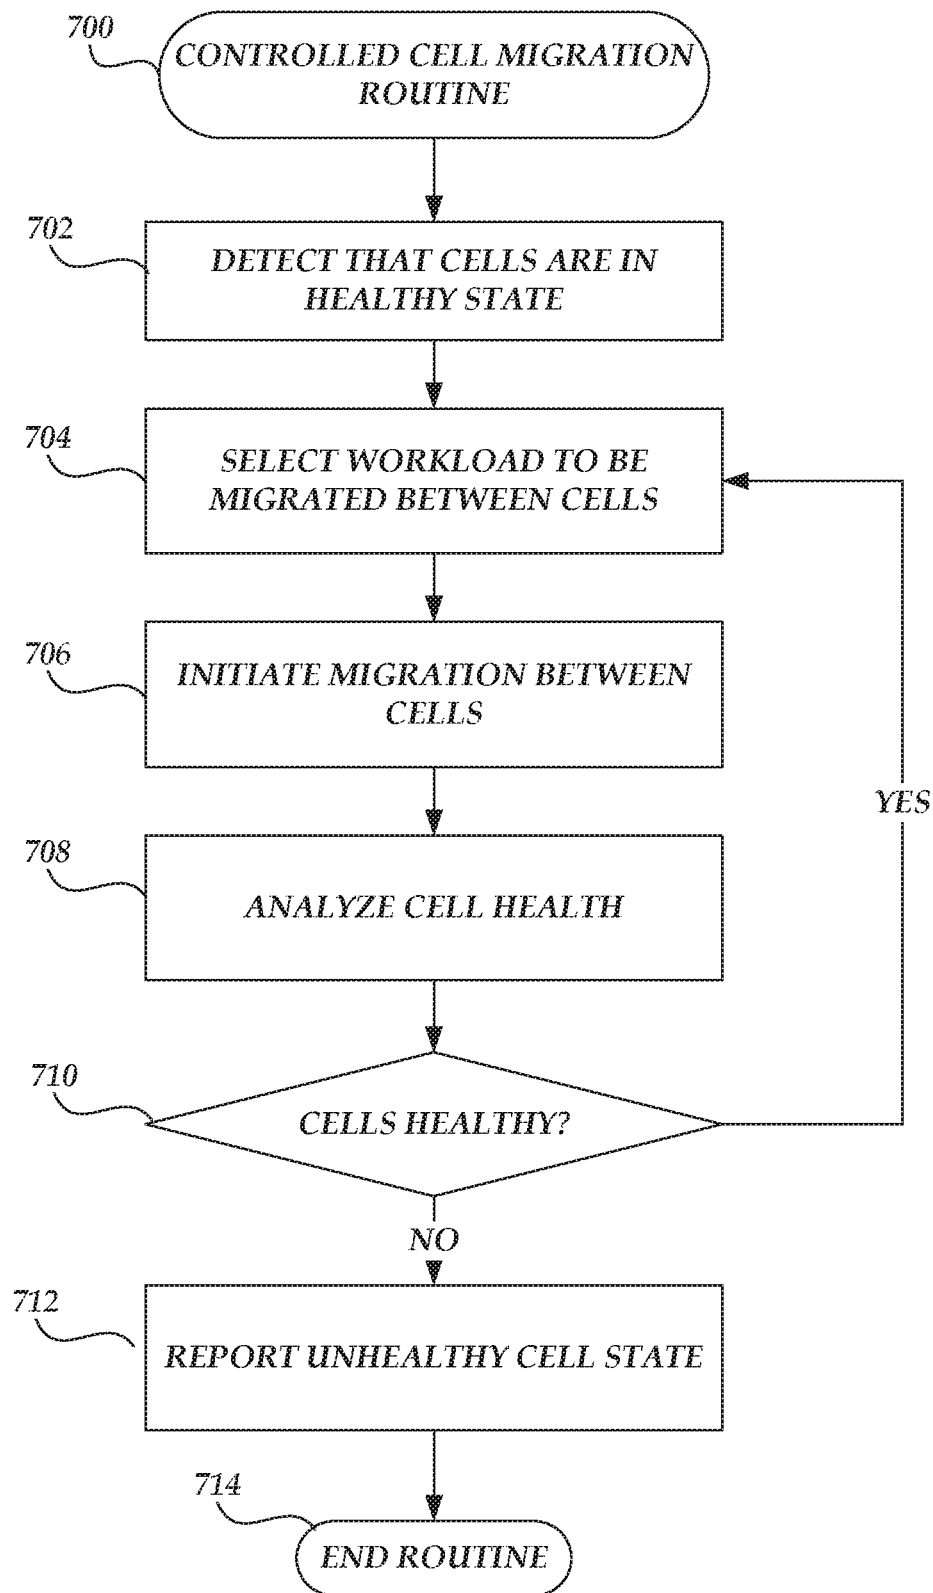 700
CONTROLLED CELL MIGRATION
ROUTINE
702
DETECT THAT CELLS ARE IN
HEALTHY STATE
704
SELECT WORKLOAD TO BE
MIGRATED BETWEEN CELLS
706
INITIATE MIGRATION BETWEEN
CELLS
YES
708
ANALYZE CELL HEALTH
710
CELLS HEALTHY?
NO
712
REPORT UNHEALTHY CELL STATE
714
END ROUTINE